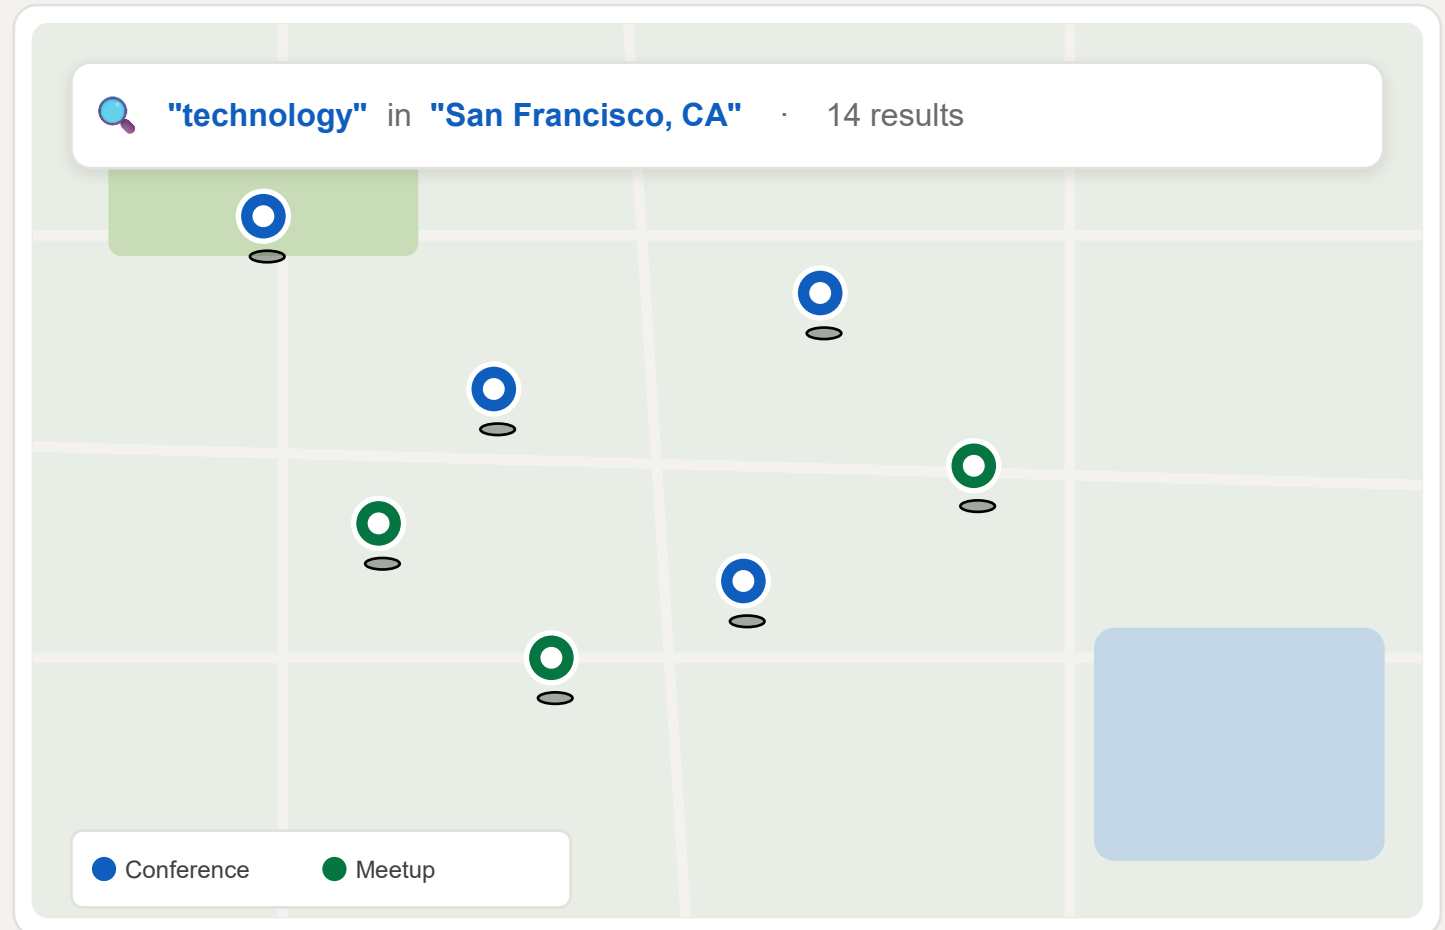 "technology" in "San Francisco, CA" · 14 results
Conference Meetup